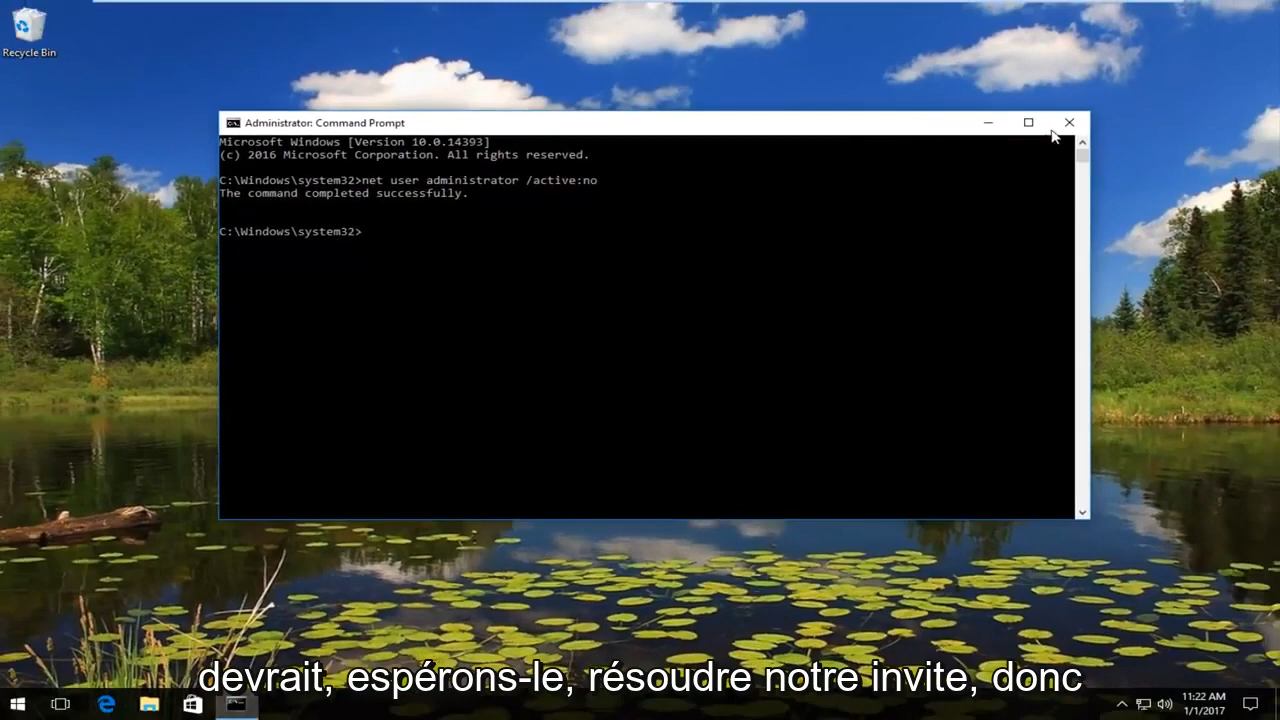 Recycle Bin
Administrator: Command Prompt
Microsoft Windows [Version 10.0.14393]
(c) 2016 Microsoft Corporation. All rights reserved.
C:\Windows\system32>net user administrator /active:no
The command completed successfully.
C:\Windows\system32>
devrait, espérons-le, résoudre notre invite, donc
11:22 AM
1/1/2017